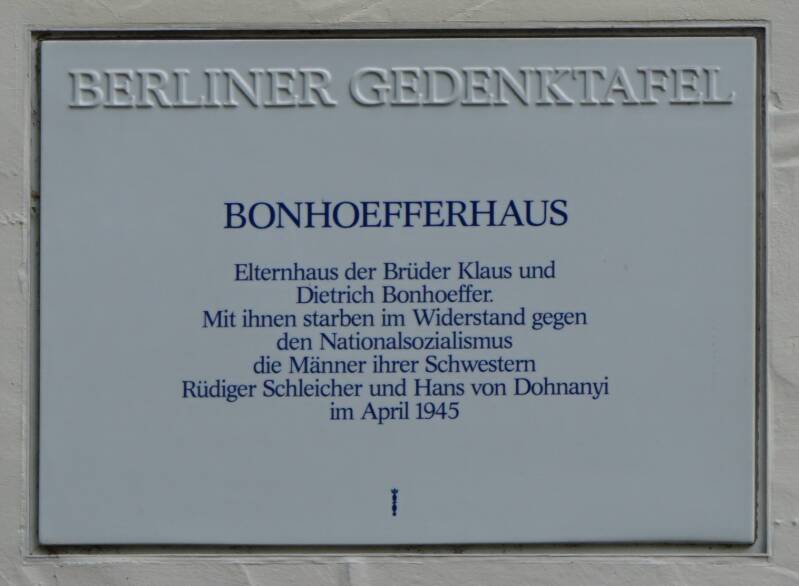 BERLINER GEDENKTAFEL
BONHOEFFERHAUS
Elternhaus der Brüder Klaus und
Dietrich Bonhoeffer.
Mit ihnen starben im Widerstand gegen
den Nationalsozialismus
die Männer ihrer Schwestern
Rüdiger Schleicher und Hans von Dohnanyi
im April 1945